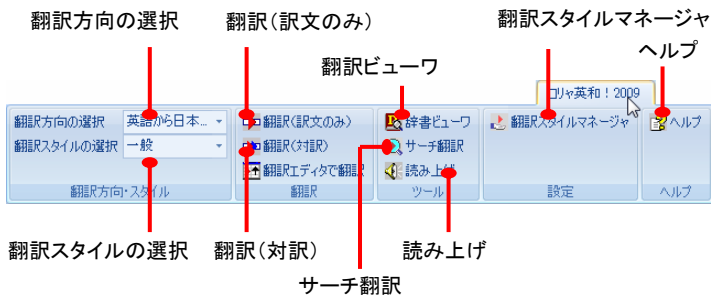 翻訳方向の選択
翻訳(訳文のみ)
翻訳スタイルマネージャ
翻訳ビューワ
ヘルプ
コリャ英和！2009
翻訳方向の選択 英語から日本...
翻訳(訳文のみ)
辞書ビューワ
翻訳スタイルマネージャ
ヘルプ
翻訳スタイルの選択 一般
翻訳(対訳)
サーチ翻訳
翻訳エディタで翻訳
読み上げ
翻訳方向・スタイル
翻訳
ツール
設定
ヘルプ
翻訳スタイルの選択
翻訳(対訳)
読み上げ
サーチ翻訳